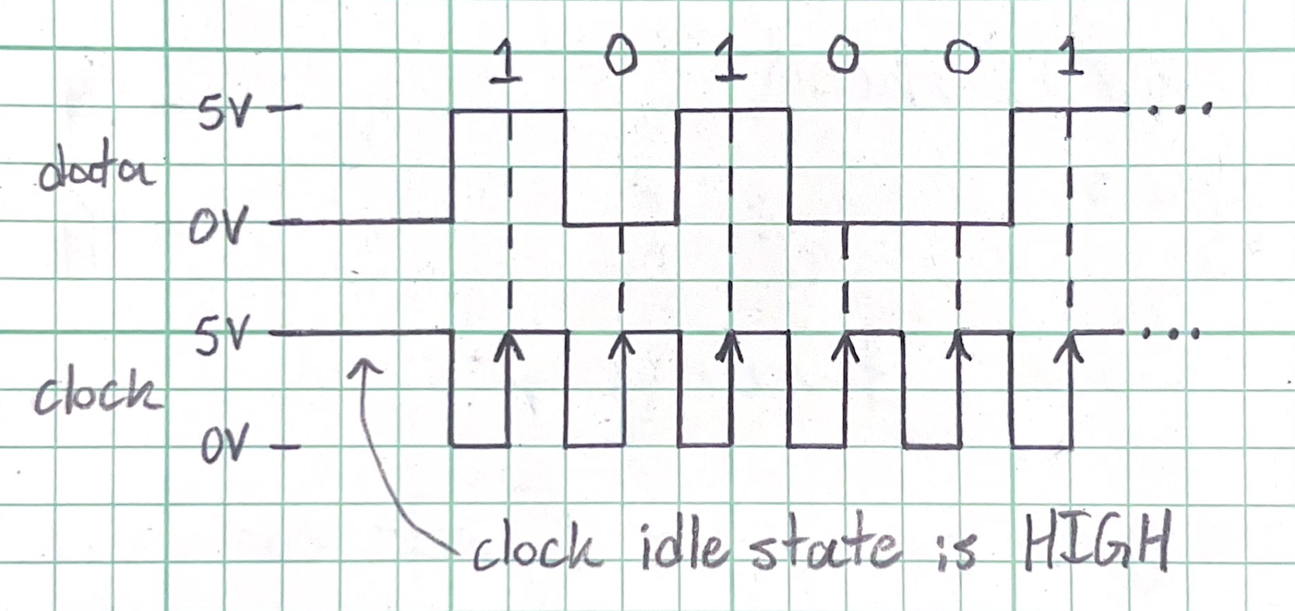 1 0 1 0 0 1
5V
data
0V
5V
clock
0V
clock idle state is HIGH